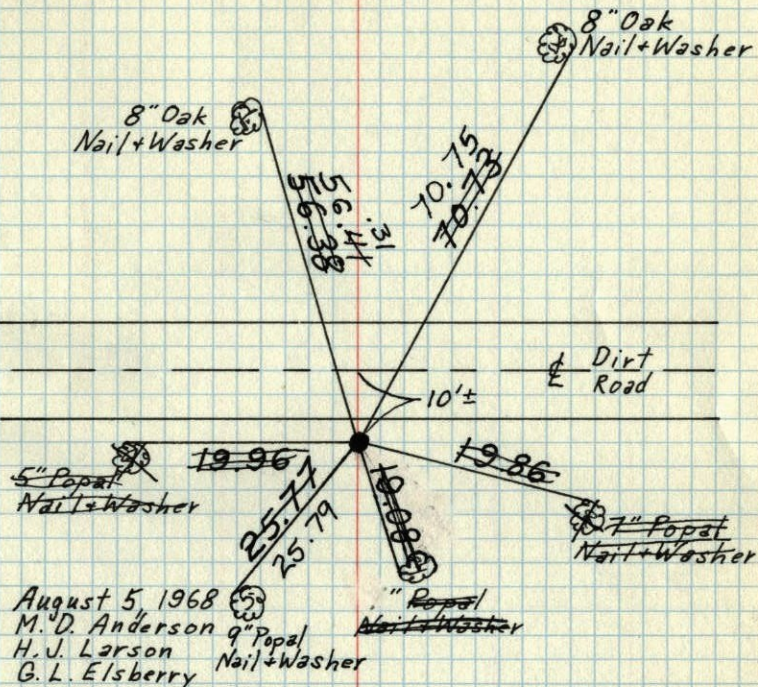 8" Oak
Nail + Washer
8" Oak
Nail + Washer
70.75
70.73
.31
56.41
56.38
℄ Dirt
Road
10'±
19.96
19.86
5" Popal
Nail + Washer
25.77
25.79
7" Popal
Nail + Washer
" Popal
Nail + Washer
August 5, 1968
M. D. Anderson
H. J. Larson
G. L. Elsberry
9" Popal
Nail + Washer